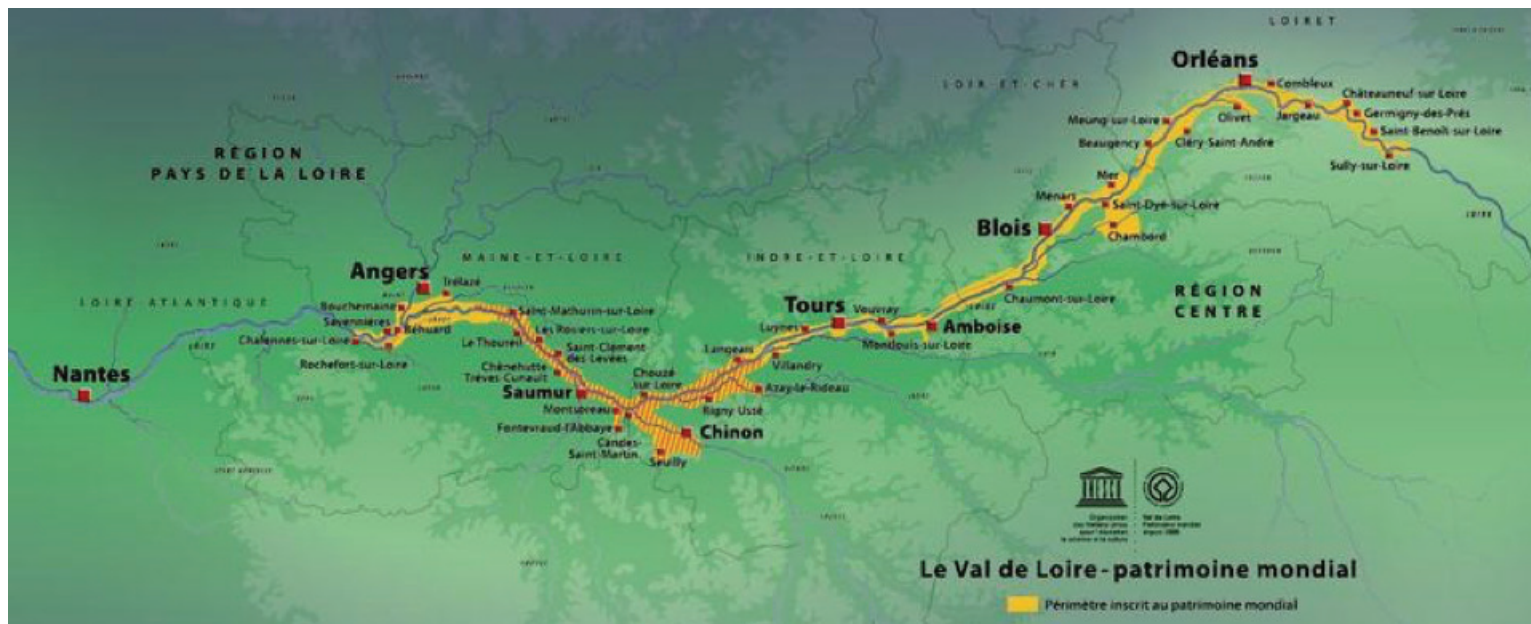 LOIRET
Orléans
Combleux
LOIR-ET-CHER
Châteauneuf-sur-Loire
Meung-sur-Loire
Olivet
Jargeau
Germigny-des-Prés
Saint-Benoît-sur-Loire
Beaugency
Cléry-Saint-André
Sully-sur-Loire
RÉGION
PAYS DE LA LOIRE
Mer
Ménars
Saint-Dyé-sur-Loire
Blois
Chambord
MAINE-ET-LOIRE
INDRE-ET-LOIRE
Angers
Trélazé
LOIRE ATLANTIQUE
Bouchemaine
Savennières
Béhuard
Saint-Mathurin-sur-Loire
Chaumont-sur-Loire
RÉGION
CENTRE
Tours
Vouvray
Amboise
Luynes
Montlouis-sur-Loire
Chalonnes-sur-Loire
Les Rosiers-sur-Loire
Le Thoureil
Saint-Clément
des Levées
Rochefort-sur-Loire
Langeais
Villandry
Chênehutte
Trèves-Cunault
Chouzé
sur Loire
Azay-le-Rideau
Nantes
Saumur
Montsoreau
Rigny-Ussé
Fontevraud-l'Abbaye
Chinon
Candes-
Saint-Martin
Seuilly
LOIRE
Val de Loire
Patrimoine mondial
Le Val de Loire - patrimoine mondial
Périmètre inscrit au patrimoine mondial